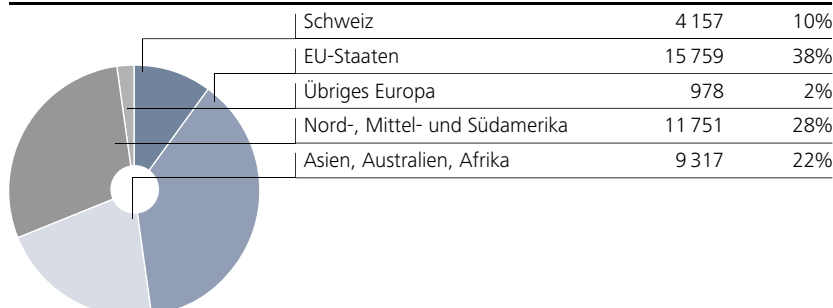 Schweiz 4 157 10%
EU-Staaten 15 759 38%
Übriges Europa 978 2%
Nord-, Mittel- und Südamerika 11 751 28%
Asien, Australien, Afrika 9 317 22%